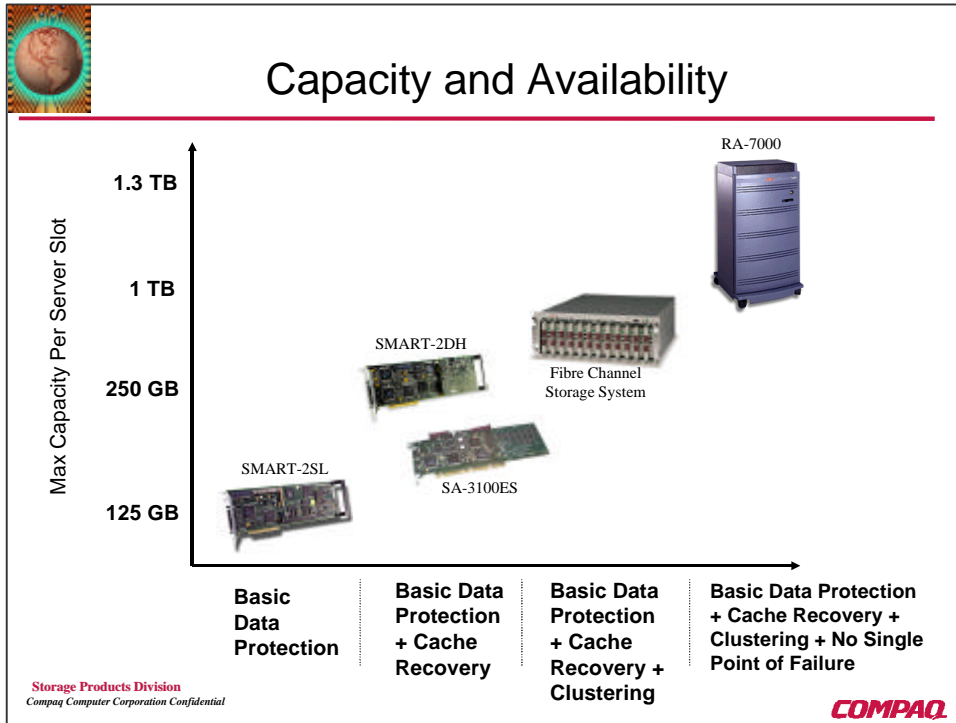 Capacity and Availability
RA-7000
1.3 TB
Max Capacity Per Server Slot
1 TB
SMART-2DH
Fibre Channel
Storage System
250 GB
SMART-2SL
SA-3100ES
125 GB
Basic
Data
Protection
Basic Data
Protection
+ Cache
Recovery
Basic Data
Protection
+ Cache
Recovery +
Clustering
Basic Data Protection
+ Cache Recovery +
Clustering + No Single
Point of Failure
Storage Products Division
Compaq Computer Corporation Confidential
COMPAQ